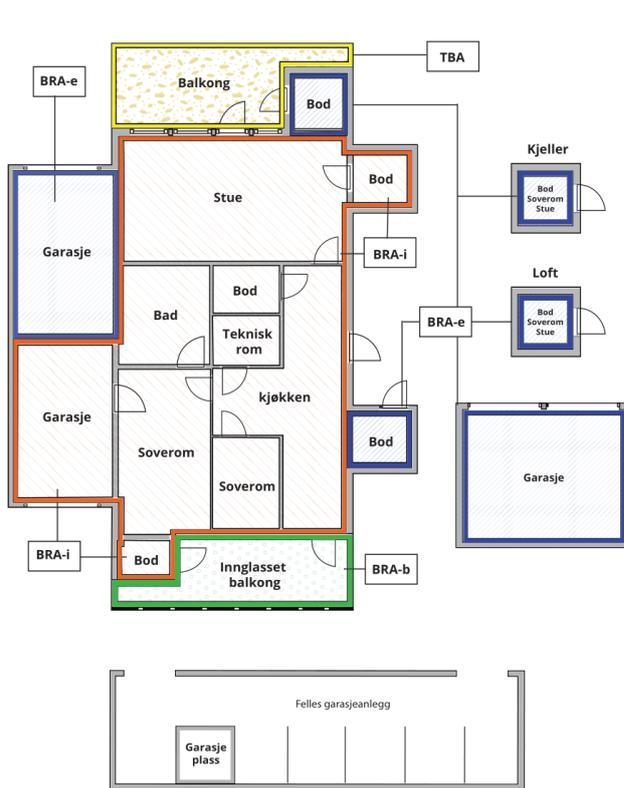 TBA
BRA-e
Balkong
Bod
Kjeller
Bod
Stue
Bod
Soverom
Stue
Garasje
BRA-i
Loft
Bod
Bad
Teknisk
rom
BRA-e
Bod
Soverom
Stue
kjøkken
Garasje
Soverom
Bod
Garasje
Soverom
BRA-i
Bod
Innglasset
balkong
BRA-b
Felles garasjeanlegg
Garasje
plass